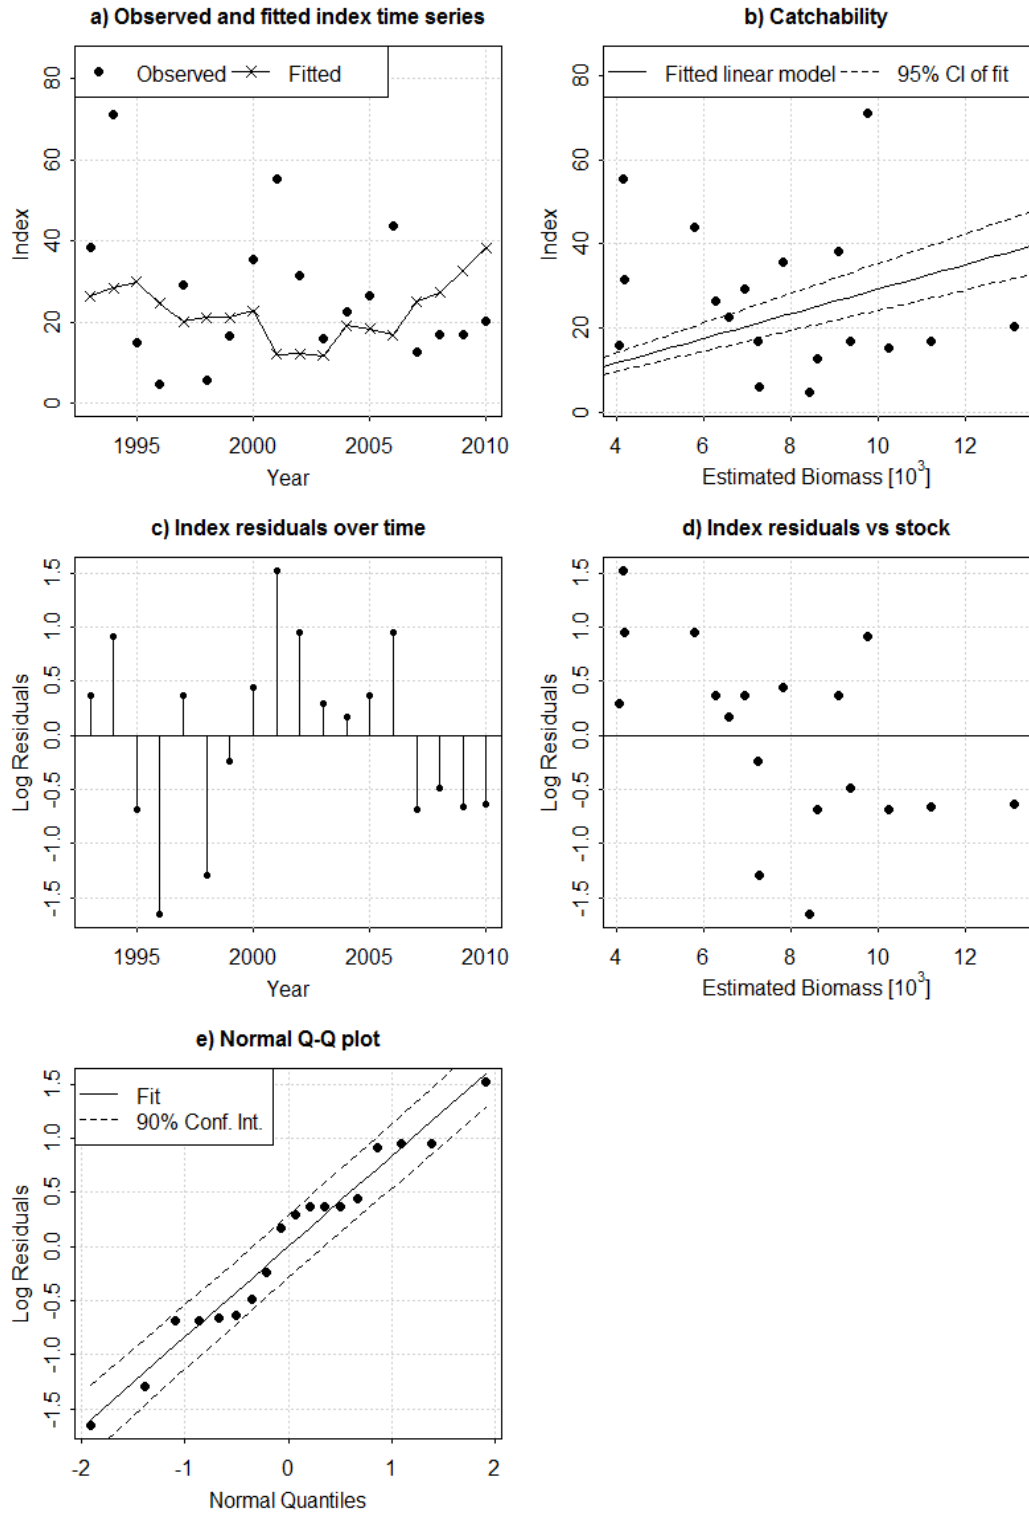 a) Observed and fitted index time series
Observed Fitted
80
60
40
20
0
Index
1995 2000 2005 2010
Year
b) Catchability
Fitted linear model 95% CI of fit
80
60
40
20
0
Index
4 6 8 10 12
Estimated Biomass [10³]
c) Index residuals over time
1.5
1.0
0.5
0.0
-0.5
-1.0
-1.5
Log Residuals
1995 2000 2005 2010
Year
d) Index residuals vs stock
1.5
1.0
0.5
0.0
-0.5
-1.0
-1.5
Log Residuals
4 6 8 10 12
Estimated Biomass [10³]
e) Normal Q-Q plot
Fit
90% Conf. Int.
1.5
1.0
0.5
0.0
-0.5
-1.0
-1.5
Log Residuals
-2 -1 0 1 2
Normal Quantiles